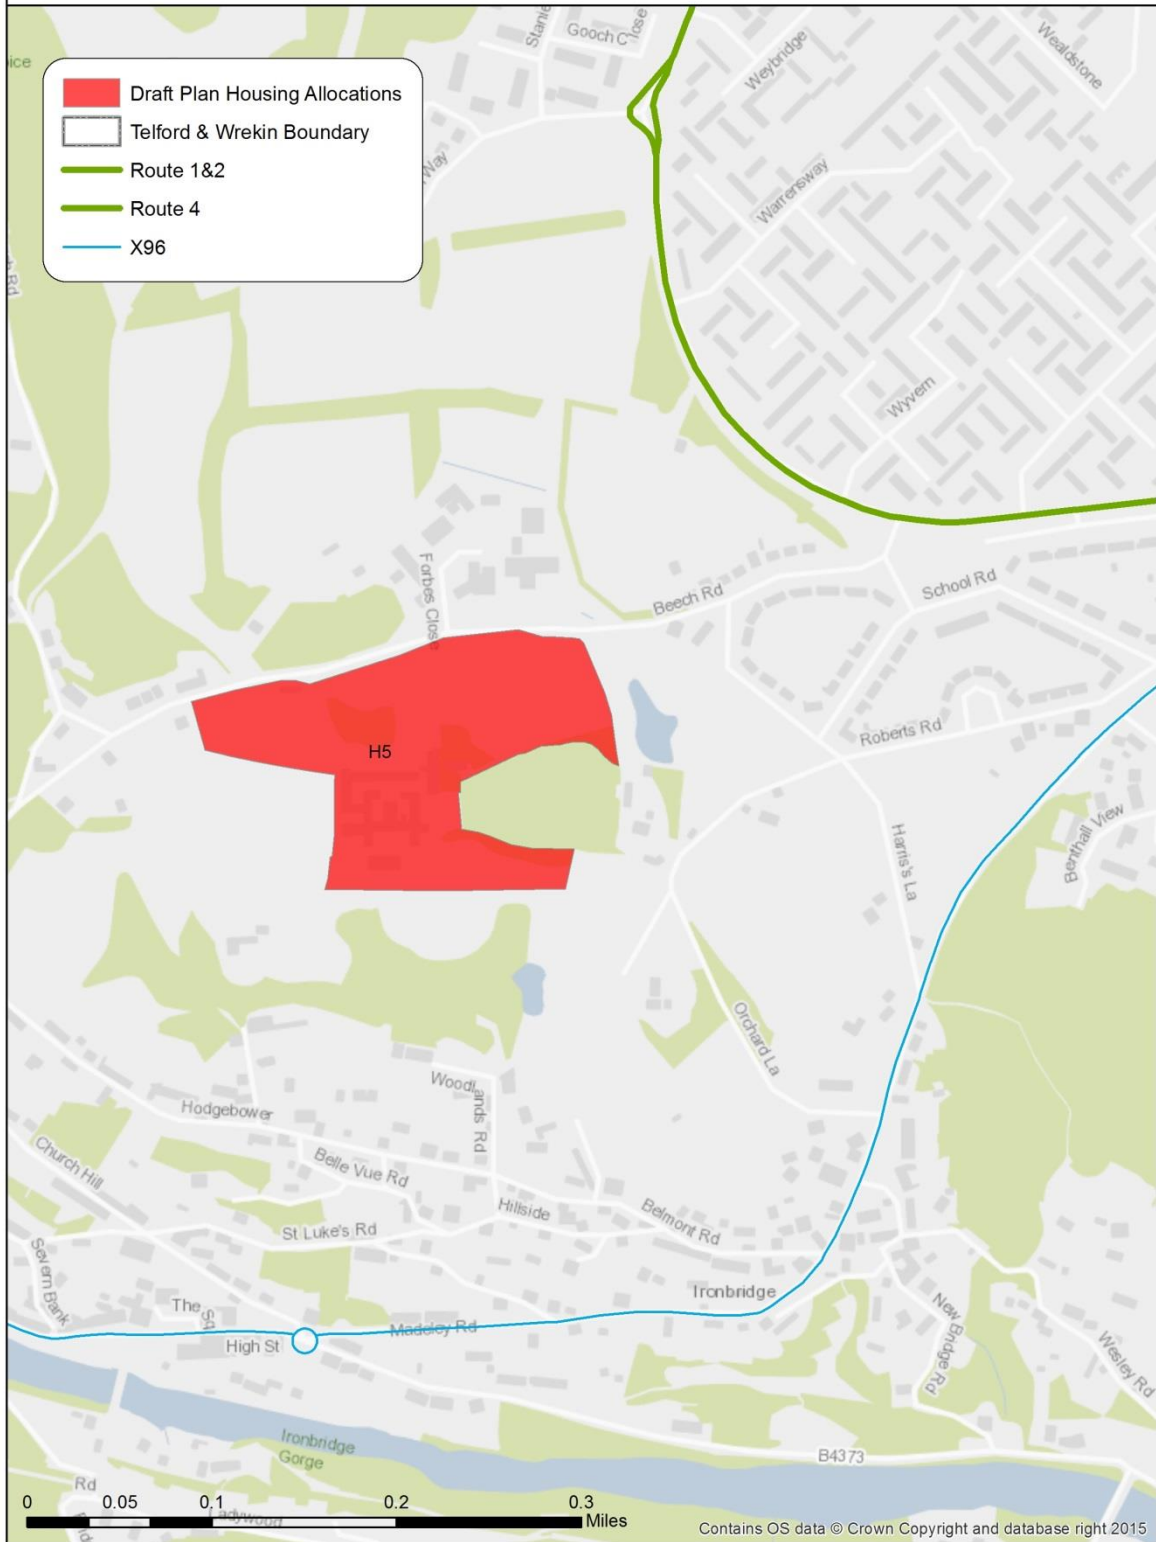 Gooch Close
Weybridge
Wealdstone
Draft Plan Housing Allocations
Telford & Wrekin Boundary
Route 1&2
Route 4
X96
Way
Warrensway
Wyvern
Forbes Close
Beech Rd
School Rd
H5
Roberts Rd
Harris's La
Benthall View
Orchard La
Woodlands Rd
Hodgebower
Church Hill
Belle Vue Rd
Hillside
Belmont Rd
St Luke's Rd
Severn Bank
The Sq
Ironbridge
High St
Madeley Rd
New Bridge Rd
Wesley Rd
Ironbridge
Gorge
B4373
Rd
Ladywood
0 0.05 0.1 0.2 0.3
Miles
Contains OS data © Crown Copyright and database right 2015